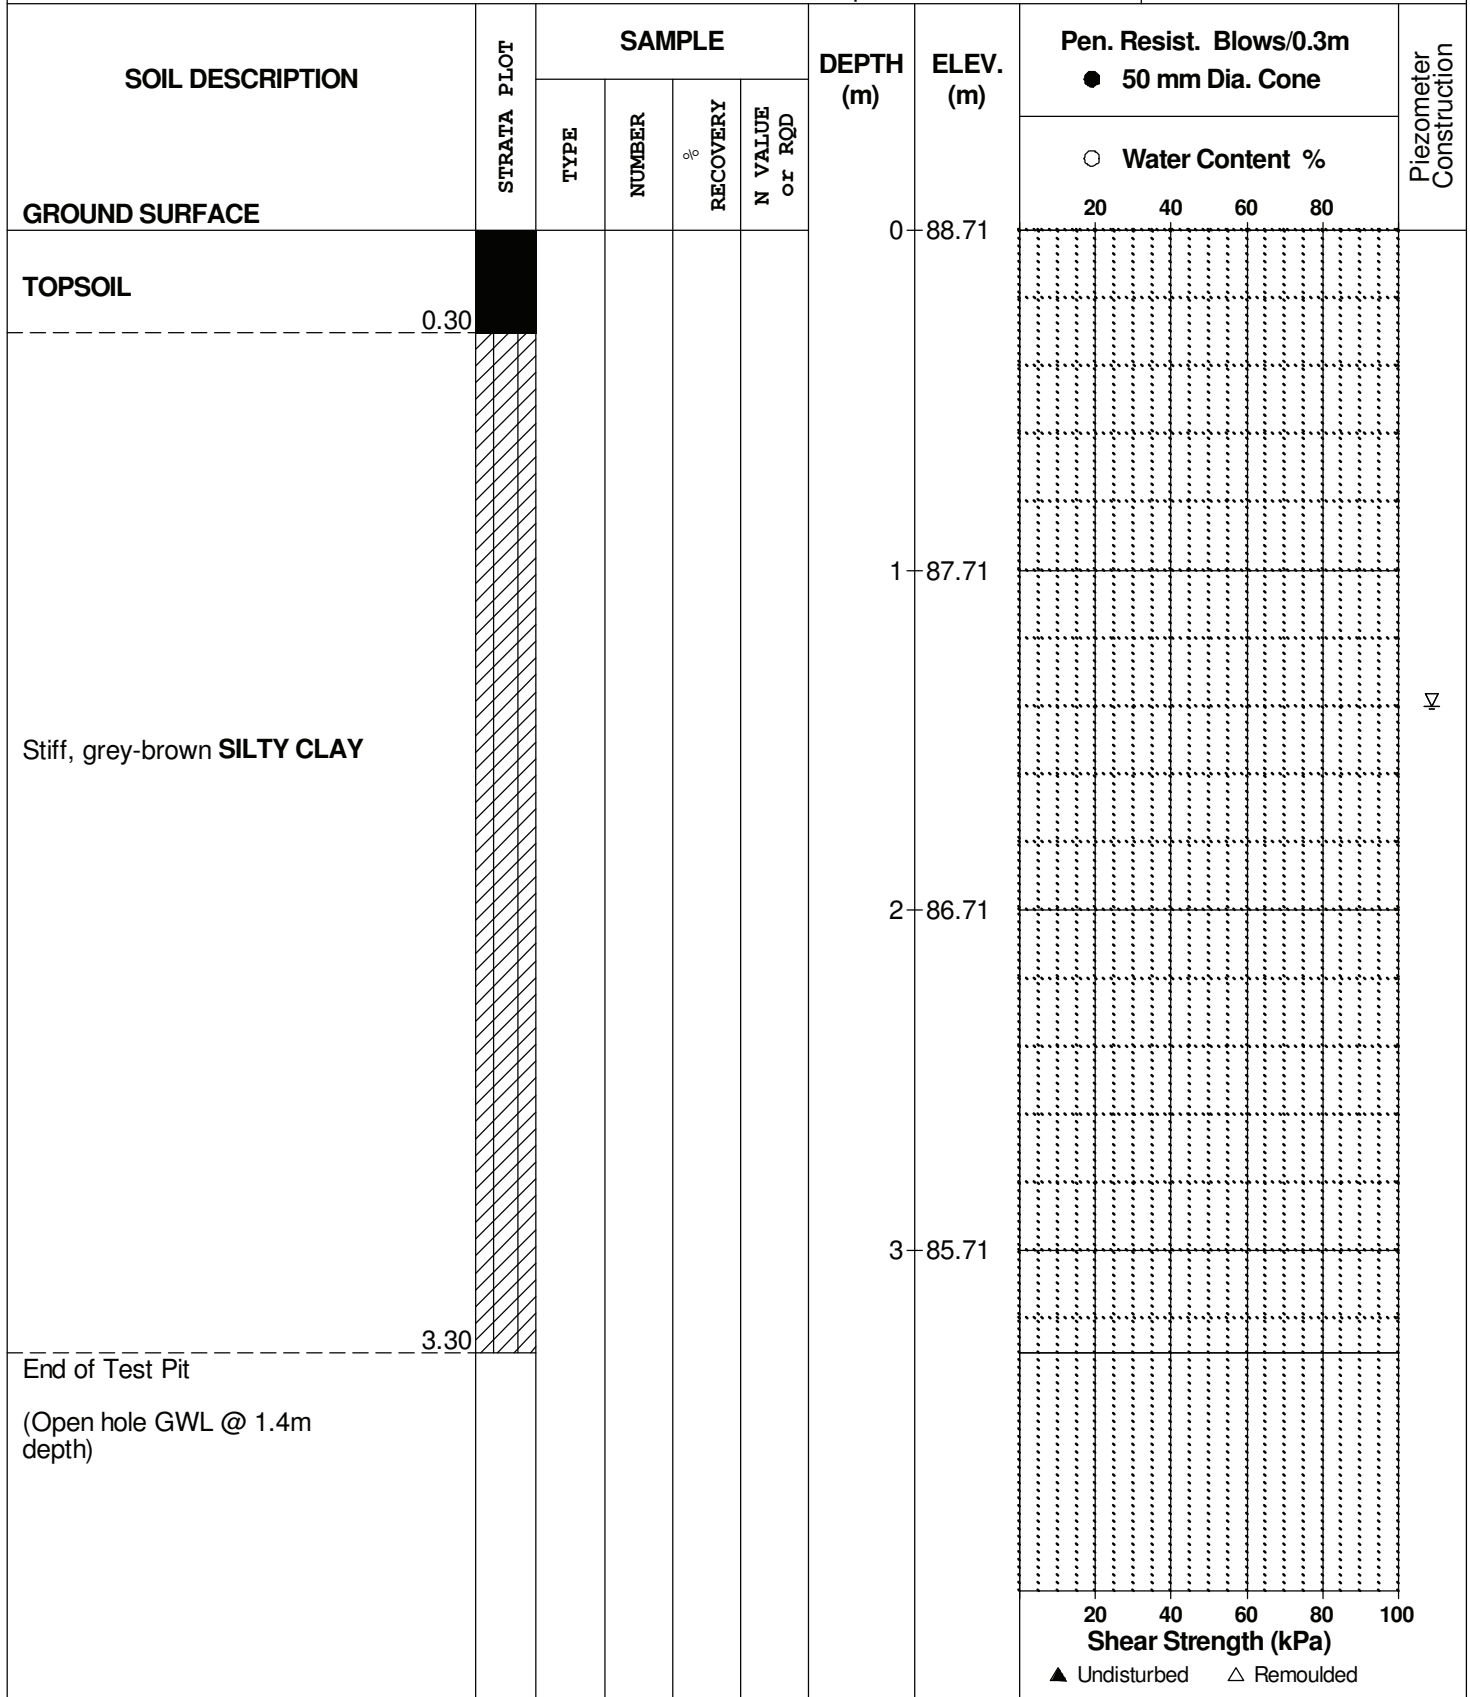 SOIL DESCRIPTION
GROUND SURFACE
STRATA PLOT
SAMPLE
TYPE
NUMBER
%
RECOVERY
N VALUE
or RQD
DEPTH
(m)
ELEV.
(m)
Pen. Resist. Blows/0.3m
● 50 mm Dia. Cone
○ Water Content %
20 40 60 80
Piezometer
Construction
0 88.71
TOPSOIL
0.30
1 87.71
Stiff, grey-brown SILTY CLAY
2 86.71
3 85.71
3.30
End of Test Pit
(Open hole GWL @ 1.4m
depth)
20 40 60 80 100
Shear Strength (kPa)
▲ Undisturbed △ Remoulded